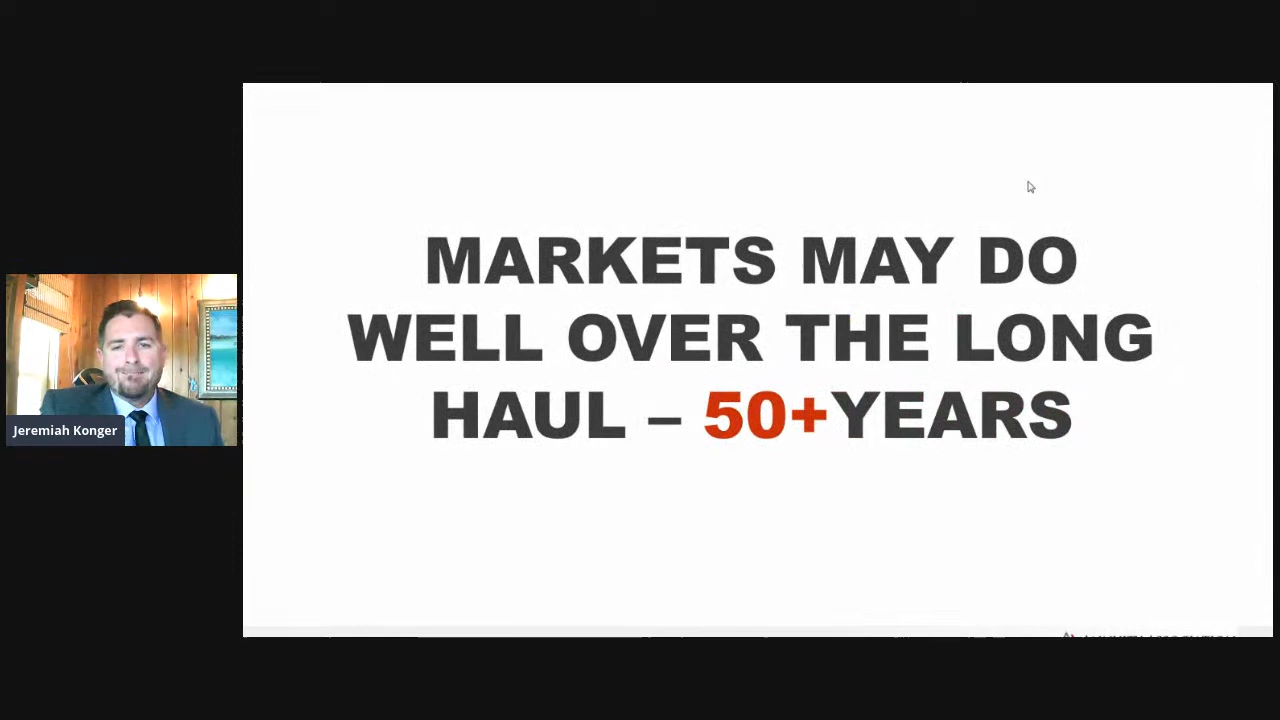 MARKETS MAY DO
WELL OVER THE LONG
HAUL – 50+YEARS
Jeremiah Konger